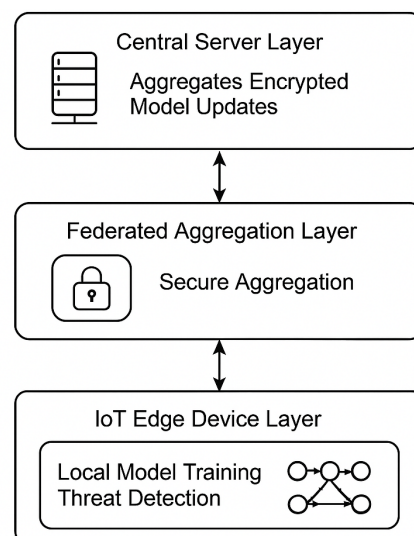 Central Server Layer
Aggregates Encrypted
Model Updates
Federated Aggregation Layer
Secure Aggregation
IoT Edge Device Layer
Local Model Training
Threat Detection